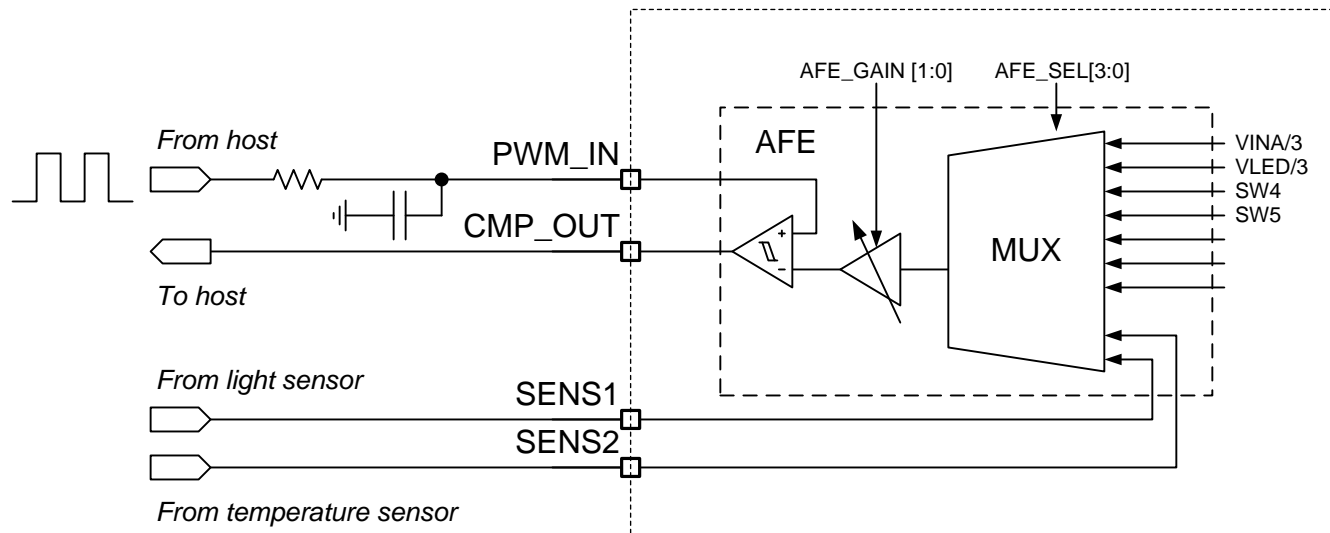 AFE_GAIN [1:0]
AFE_SEL[3:0]
From host
PWM_IN
AFE
VINA/3
VLED/3
SW4
SW5
CMP_OUT
+
-
MUX
To host
From light sensor
SENS1
SENS2
From temperature sensor